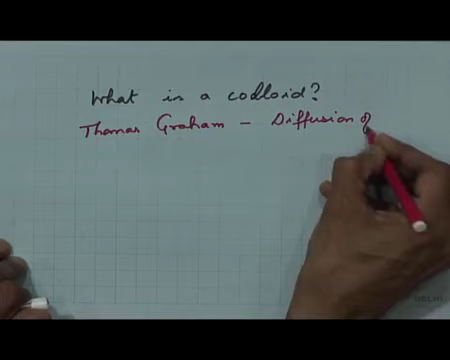 What is a colloid?
Thomas Graham – Diffusion of